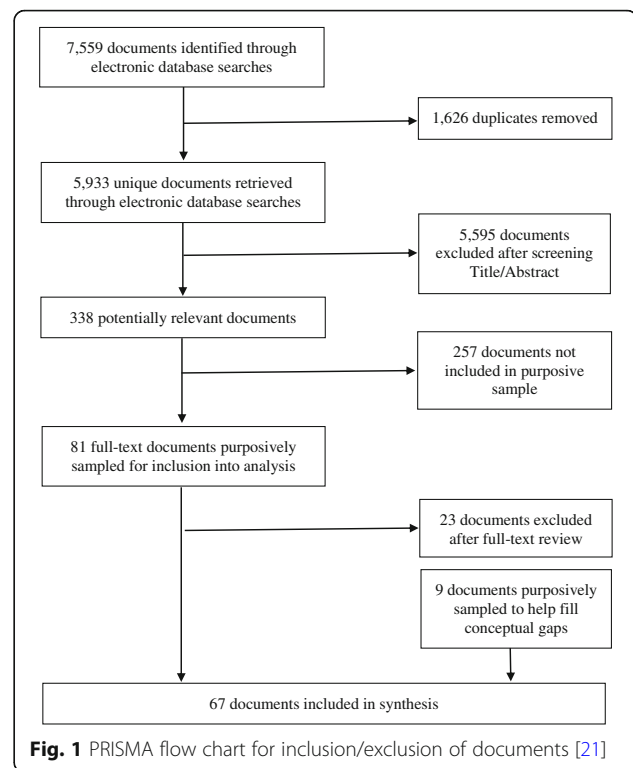 7,559 documents identified through
electronic database searches
1,626 duplicates removed
5,933 unique documents retrieved
through electronic database searches
5,595 documents
excluded after screening
Title/Abstract
338 potentially relevant documents
257 documents not
included in purposive
sample
81 full-text documents purposively
sampled for inclusion into analysis
23 documents excluded
after full-text review
9 documents purposively
sampled to help fill
conceptual gaps
67 documents included in synthesis
Fig. 1 PRISMA flow chart for inclusion/exclusion of documents [21]